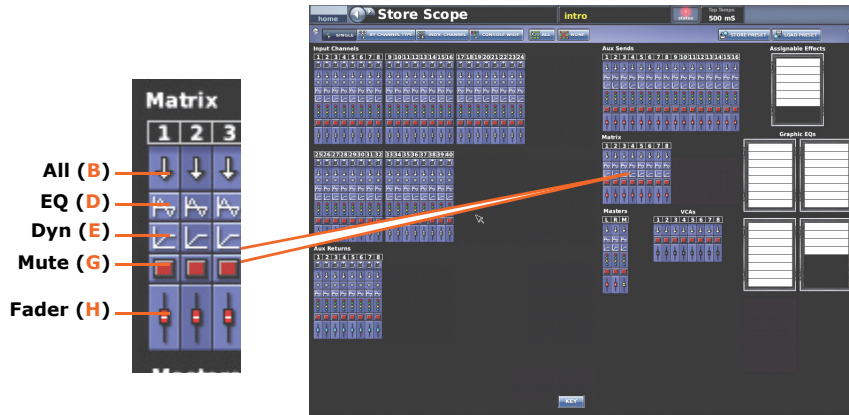 Matrix
1 2 3
All (B)
EQ (D)
Dyn (E)
Mute (G)
Fader (H)
home
Store Scope
intro
status
Tap Tempo
500 mS
SINGLE
BY CHANNEL TYPE
INDIV. CHANNEL
CONSOLE WIDE
ALL
NONE
STORE PRESET
LOAD PRESET
Input Channels
1 2 3 4 5 6 7 8
9 10 11 12 13 14 15 16
17 18 19 20 21 22 23 24
25 26 27 28 29 30 31 32
33 34 35 36 37 38 39 40
Aux Returns
1 2 3 4 5 6 7 8
Aux Sends
1 2 3 4 5 6 7 8 9 10 11 12 13 14 15 16
Matrix
1 2 3 4 5 6 7 8
Masters
L R M
VCAs
1 2 3 4 5 6 7 8
Assignable Effects
Graphic EQs
KEY